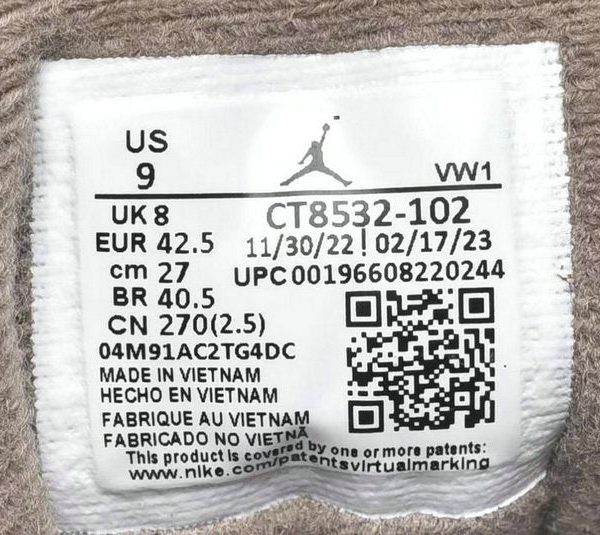 US
9
VW1
UK 8
CT8532-102
EUR 42.5
11/30/22 ! 02/17/23
cm 27
UPC00196608220244
BR 40.5
CN 270(2.5)
04M91AC2TG4DC
MADE IN VIETNAM
HECHO EN VIETNAM
FABRIQUE AU VIETNAM
FABRICADO NO VIETNÃ
This product is covered by one or more patents:
www.nike.com/patentsvirtualmarking